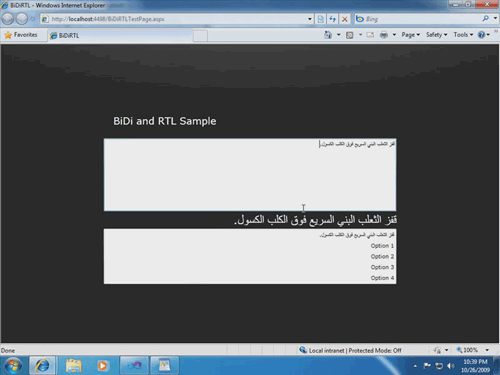 BiDiRTL - Windows Internet Explorer
http://localhost:4498/BiDiRTLTestPage.aspx
Bing
Favorites
BiDiRTL
Page
Safety
Tools
BiDi and RTL Sample
قفز الثعلب البني السريع فوق الكلب الكسول.
قفز الثعلب البني السريع فوق الكلب الكسول.
قفز الثعلب البني السريع فوق الكلب الكسول.
Option 1
Option 2
Option 3
Option 4
Done
Local intranet | Protected Mode: Off
100%
10:39 PM
10/26/2009